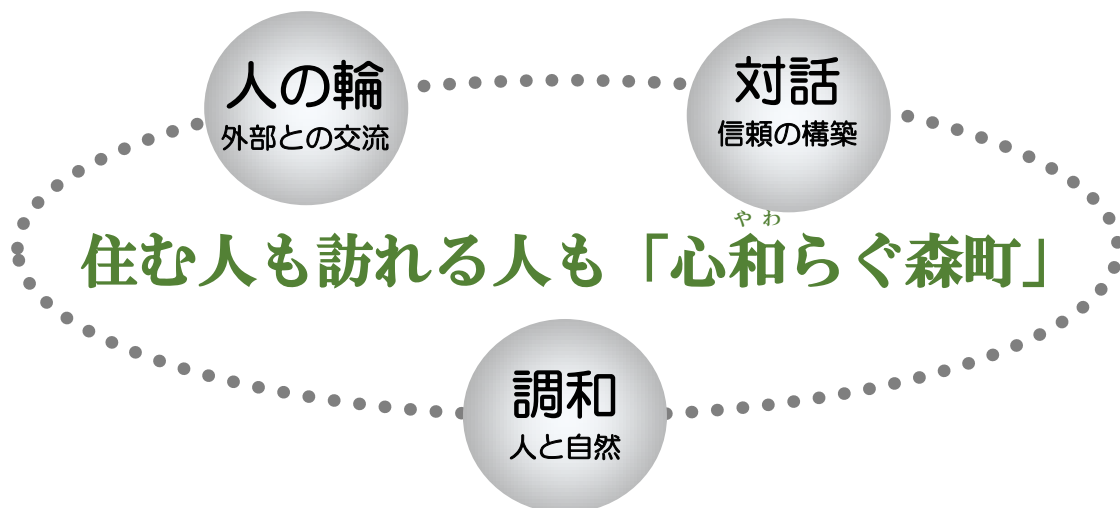 人の輪
外部との交流
対話
信頼の構築
やわ
住む人も訪れる人も「心和らぐ森町」
調和
人と自然